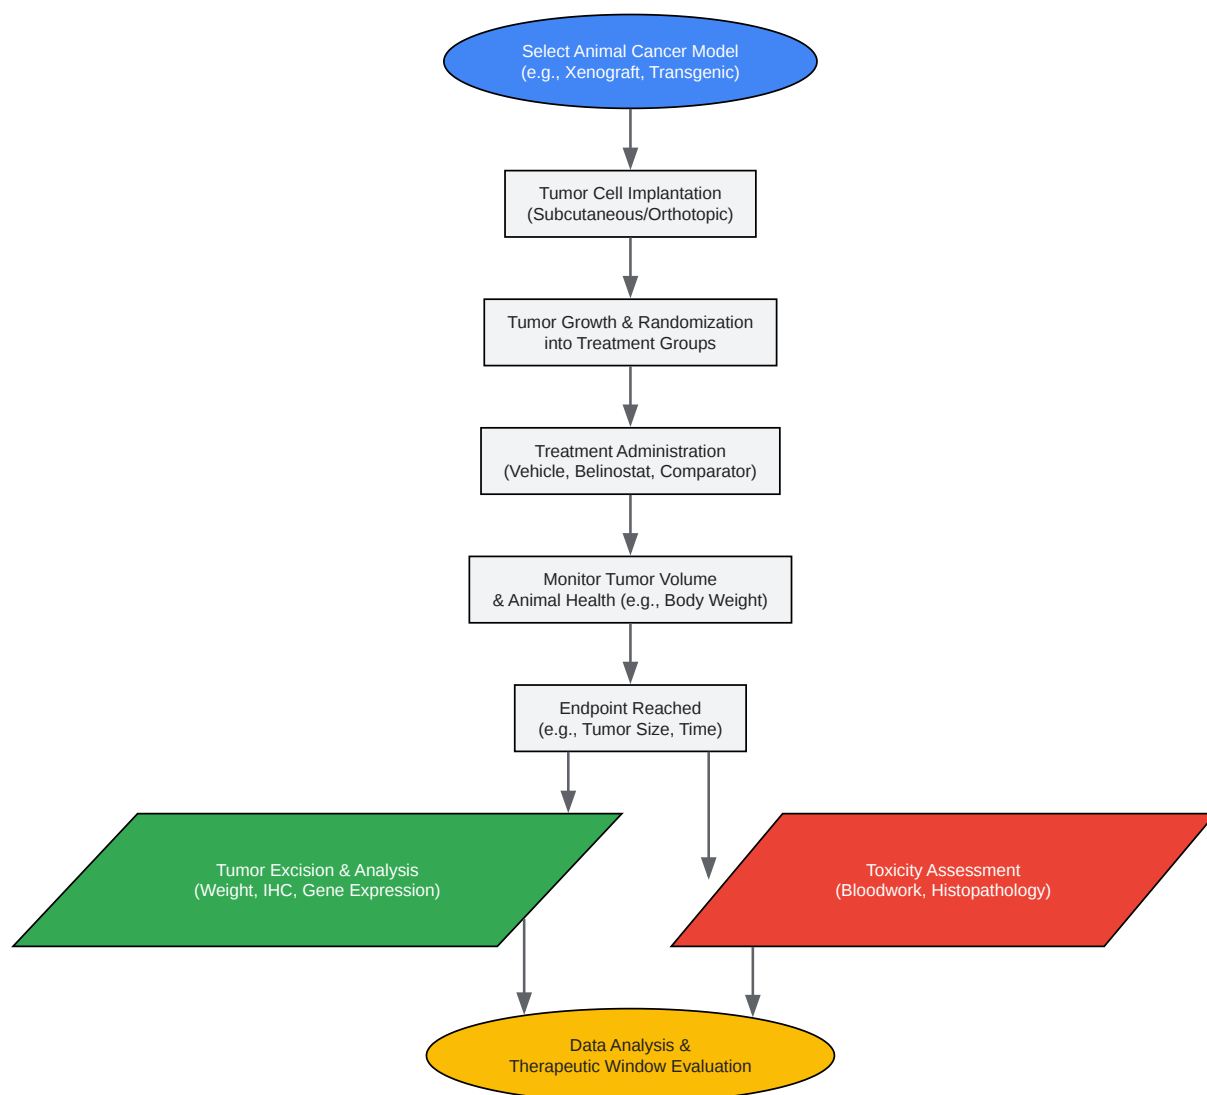 Select Animal Cancer Model
(e.g., Xenograft, Transgenic)
Tumor Cell Implantation
(Subcutaneous/Orthotopic)
Tumor Growth & Randomization
into Treatment Groups
Treatment Administration
(Vehicle, Belinostat, Comparator)
Monitor Tumor Volume
& Animal Health (e.g., Body Weight)
Endpoint Reached
(e.g., Tumor Size, Time)
Tumor Excision & Analysis
(Weight, IHC, Gene Expression)
Toxicity Assessment
(Bloodwork, Histopathology)
Data Analysis &
Therapeutic Window Evaluation